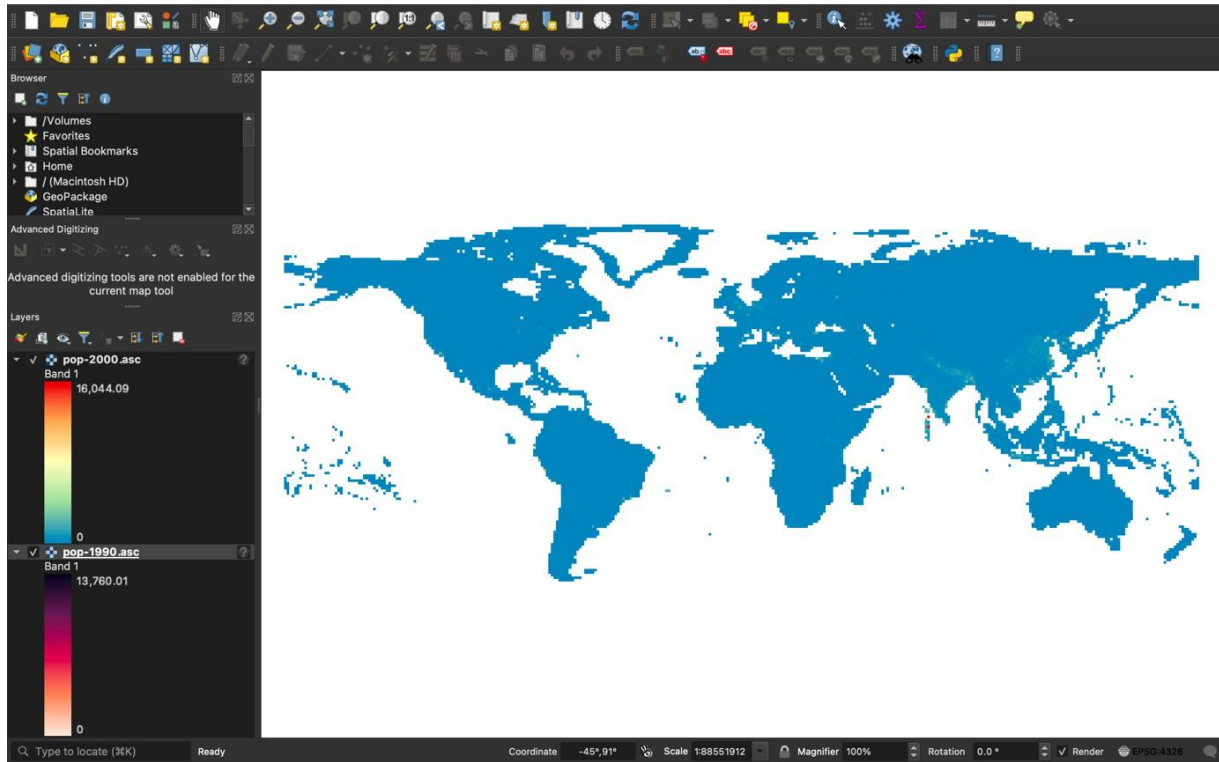 Browser
/Volumes
Favorites
Spatial Bookmarks
Home
/ (Macintosh HD)
GeoPackage
SpatiaLite
Advanced Digitizing
Advanced digitizing tools are not enabled for the
current map tool
Layers
pop-2000.asc
Band 1
16,044.09
0
pop-1990.asc
Band 1
13,760.01
0
Type to locate (⌘K) Ready Coordinate -45°,91° Scale 1:88551912 Magnifier 100% Rotation 0.0 ° Render EPSG:4326